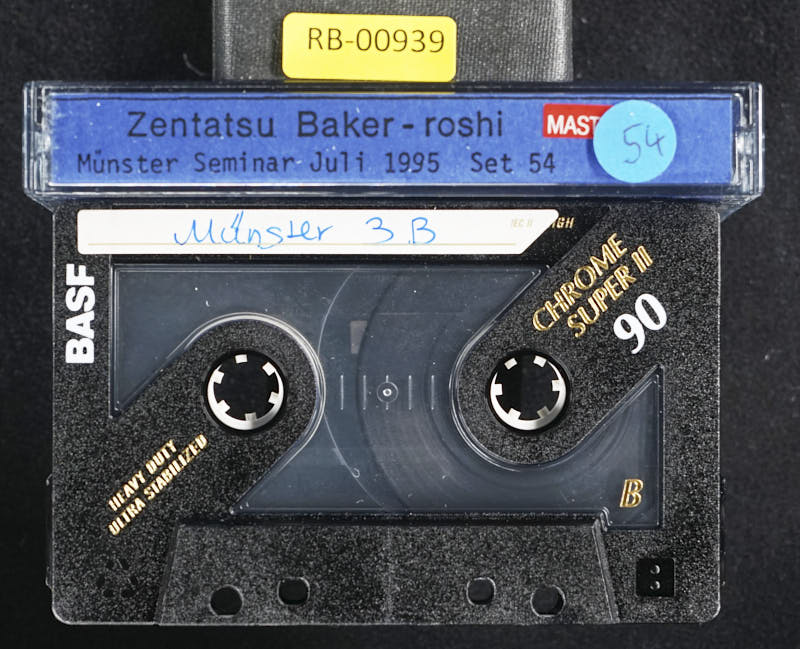 RB-00939
Zentatsu Baker-roshi
MAST
54
Münster Seminar Juli 1995 Set 54
Münster 3 B
BASF
CHROME
SUPER II
90
HEAVY DUTY
ULTRA STABILIZED
B